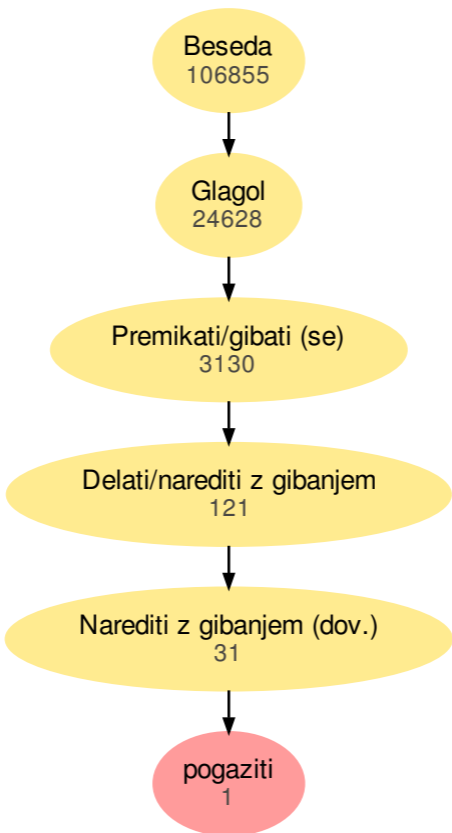 Beseda
106855
Glagol
24628
Premikati/gibati (se)
3130
Delati/narediti z gibanjem
121
Narediti z gibanjem (dov.)
31
pogaziti
1